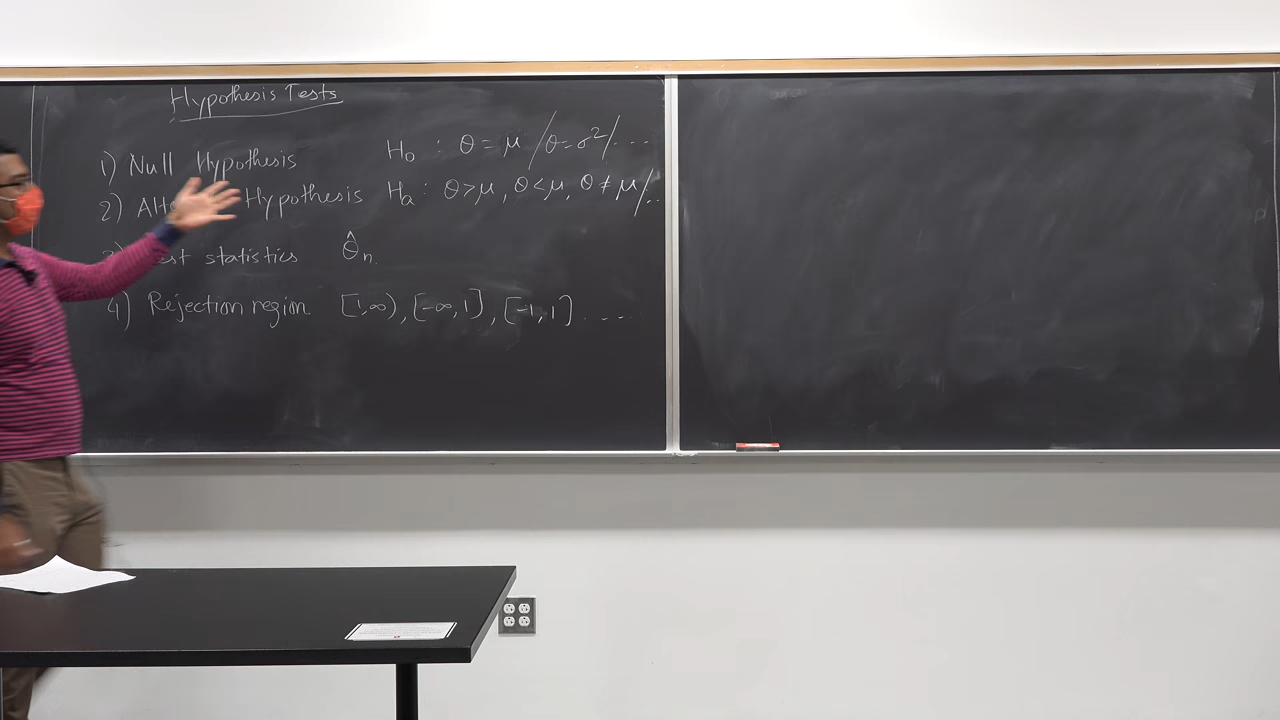 Hypothesis Tests
1) Null Hypothesis H₀ : θ = μ / θ = σ² / ....
2) Hypothesis Hₐ : θ > μ, θ < μ, θ ≠ μ / ..
statistics θ̂ₙ.
4) Rejection region [1,∞), [-∞, 1], [-1, 1] ....